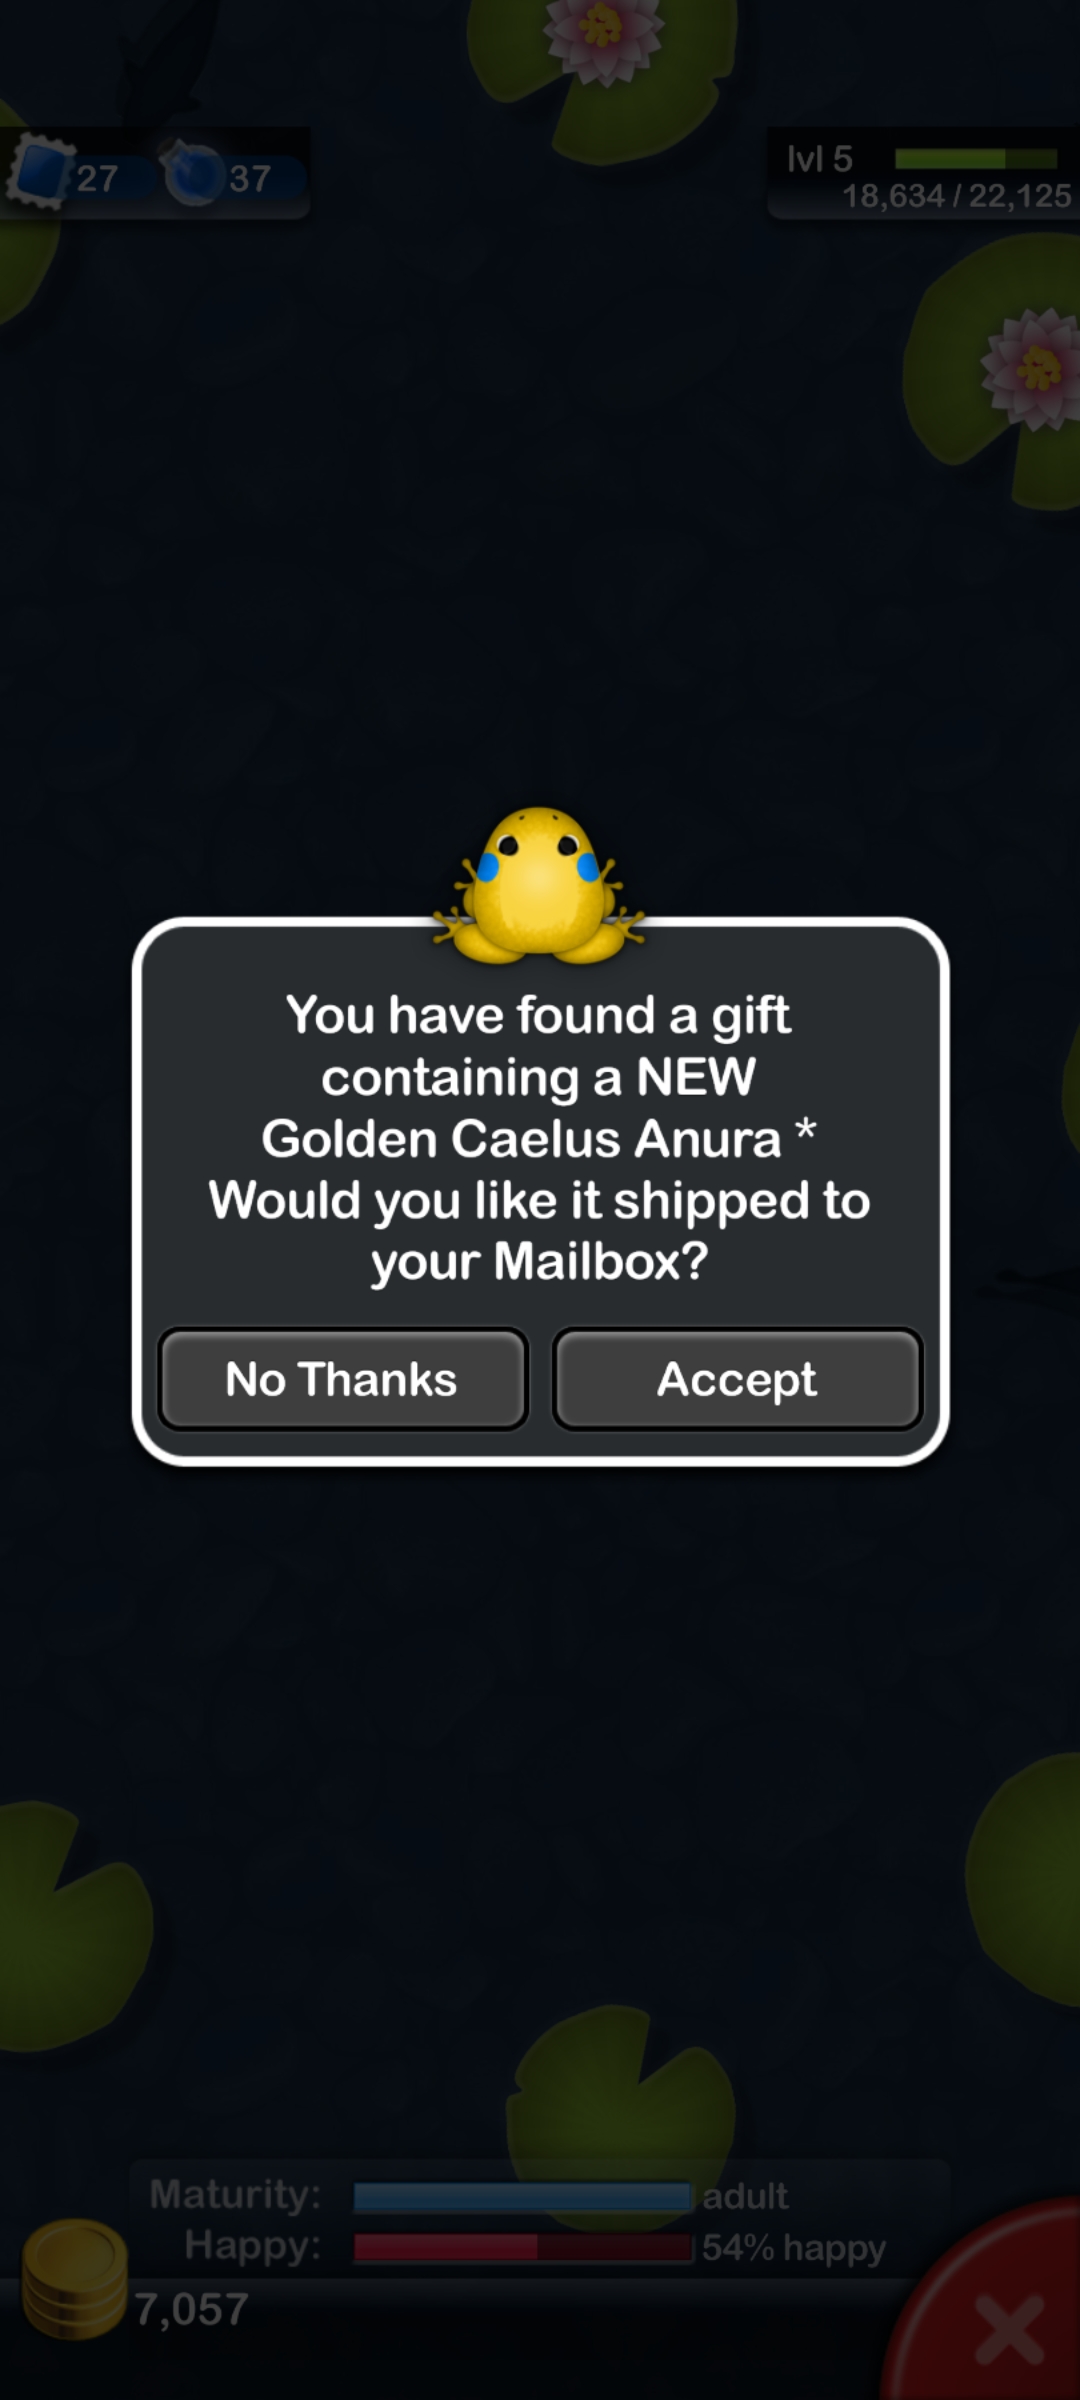 27
37
lvl 5
18,634 / 22,125
You have found a gift
containing a NEW
Golden Caelus Anura *
Would you like it shipped to
your Mailbox?
No Thanks
Accept
Maturity:
adult
Happy:
54% happy
7,057